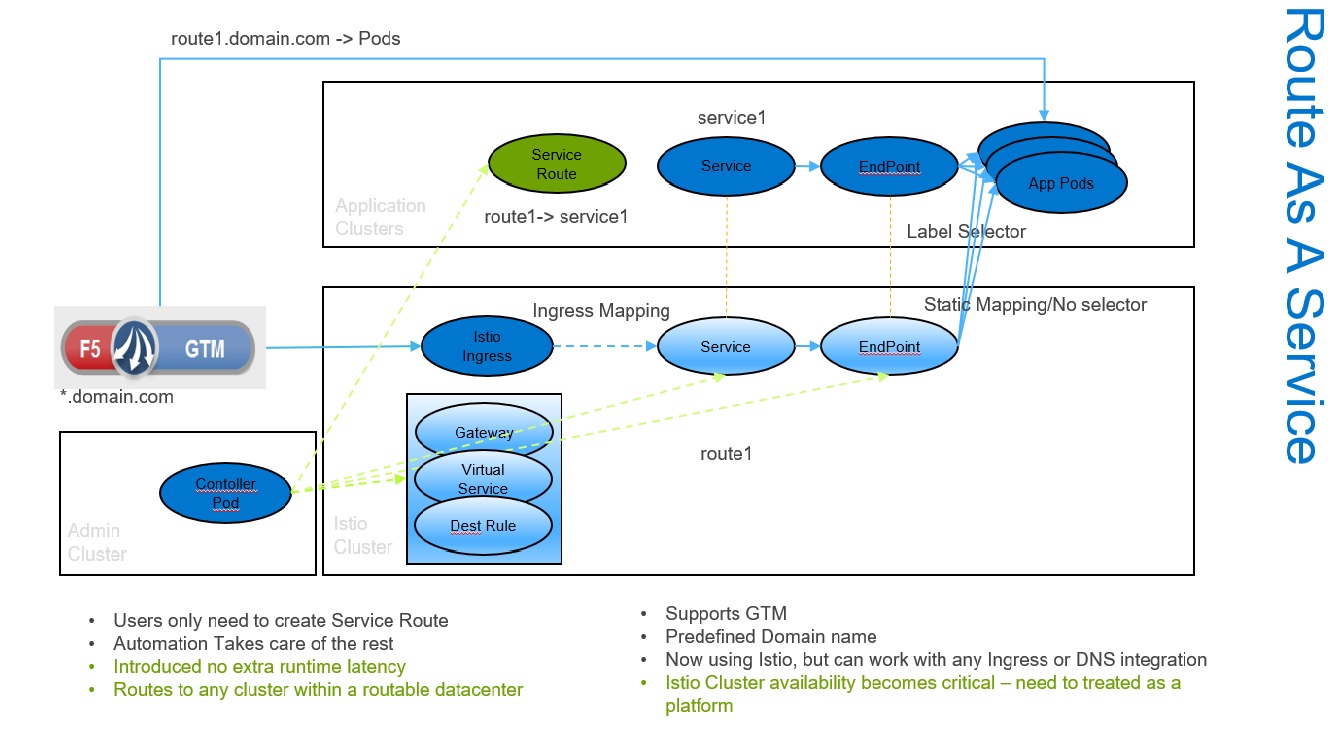 Route As A Service
route1.domain.com -> Pods
service1
Service
Route
Service
EndPoint
App Pods
Application
Clusters
route1-> service1
Label Selector
Ingress Mapping
Static Mapping/No selector
F5
GTM
*.domain.com
Istio
Ingress
Service
EndPoint
Gateway
Virtual
Service
Dest Rule
route1
Contoller
Pod
Admin
Cluster
Istio
Cluster
• Users only need to create Service Route
• Automation Takes care of the rest
• Introduced no extra runtime latency
• Routes to any cluster within a routable datacenter
• Supports GTM
• Predefined Domain name
• Now using Istio, but can work with any Ingress or DNS integration
• Istio Cluster availability becomes critical – need to treated as a
platform